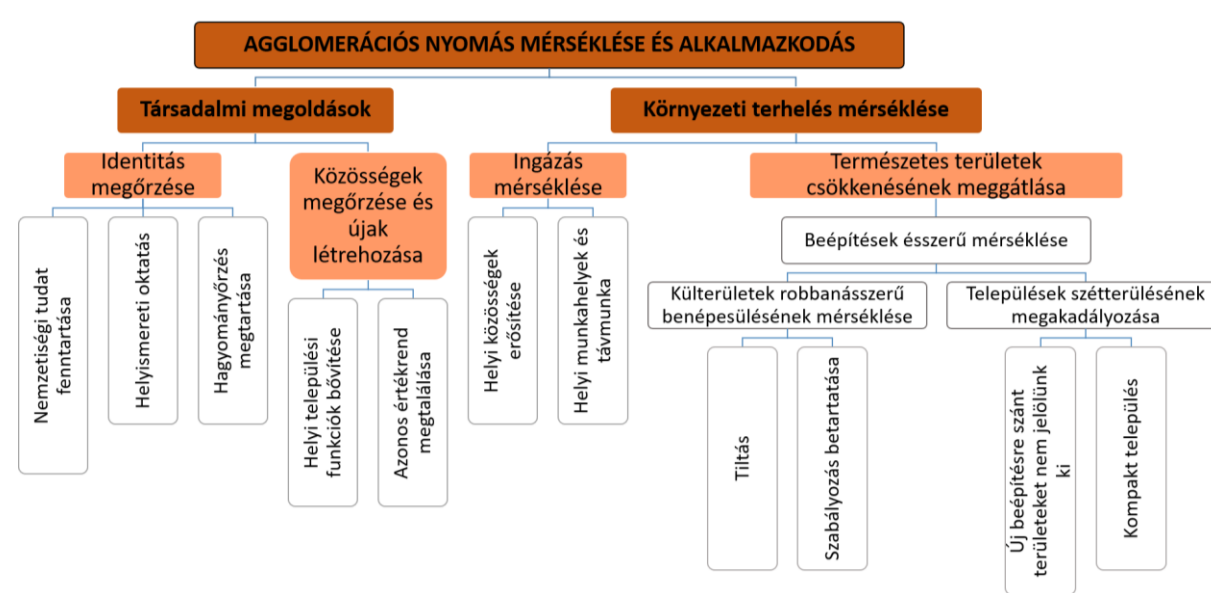 AGGLOMERÁCIÓS NYOMÁS MÉRSÉKLÉSE ÉS ALKALMAZKODÁS
Társadalmi megoldások
Környezeti terhelés mérséklése
Identitás
megőrzése
Közösségek
megőrzése és
újak
létrehozása
Ingázás
mérséklése
Természetes területek
csökkenésének meggátlása
Nemzetiségi tudat
fenntartása
Helyismereti oktatás
Hagyományőrzés
megtartása
Helyi települési
funkciók bővítése
Azonos értékrend
megtalálása
Helyi közösségek
erősítése
Helyi munkahelyek és
távmunka
Beépítések ésszerű mérséklése
Külterületek robbanásszerű
benépesülésének mérséklése
Települések szétterülésének
megakadályozása
Tiltás
Szabályozás betartatása
Új beépítésre szánt
területeket nem jelölünk
ki
Kompakt település